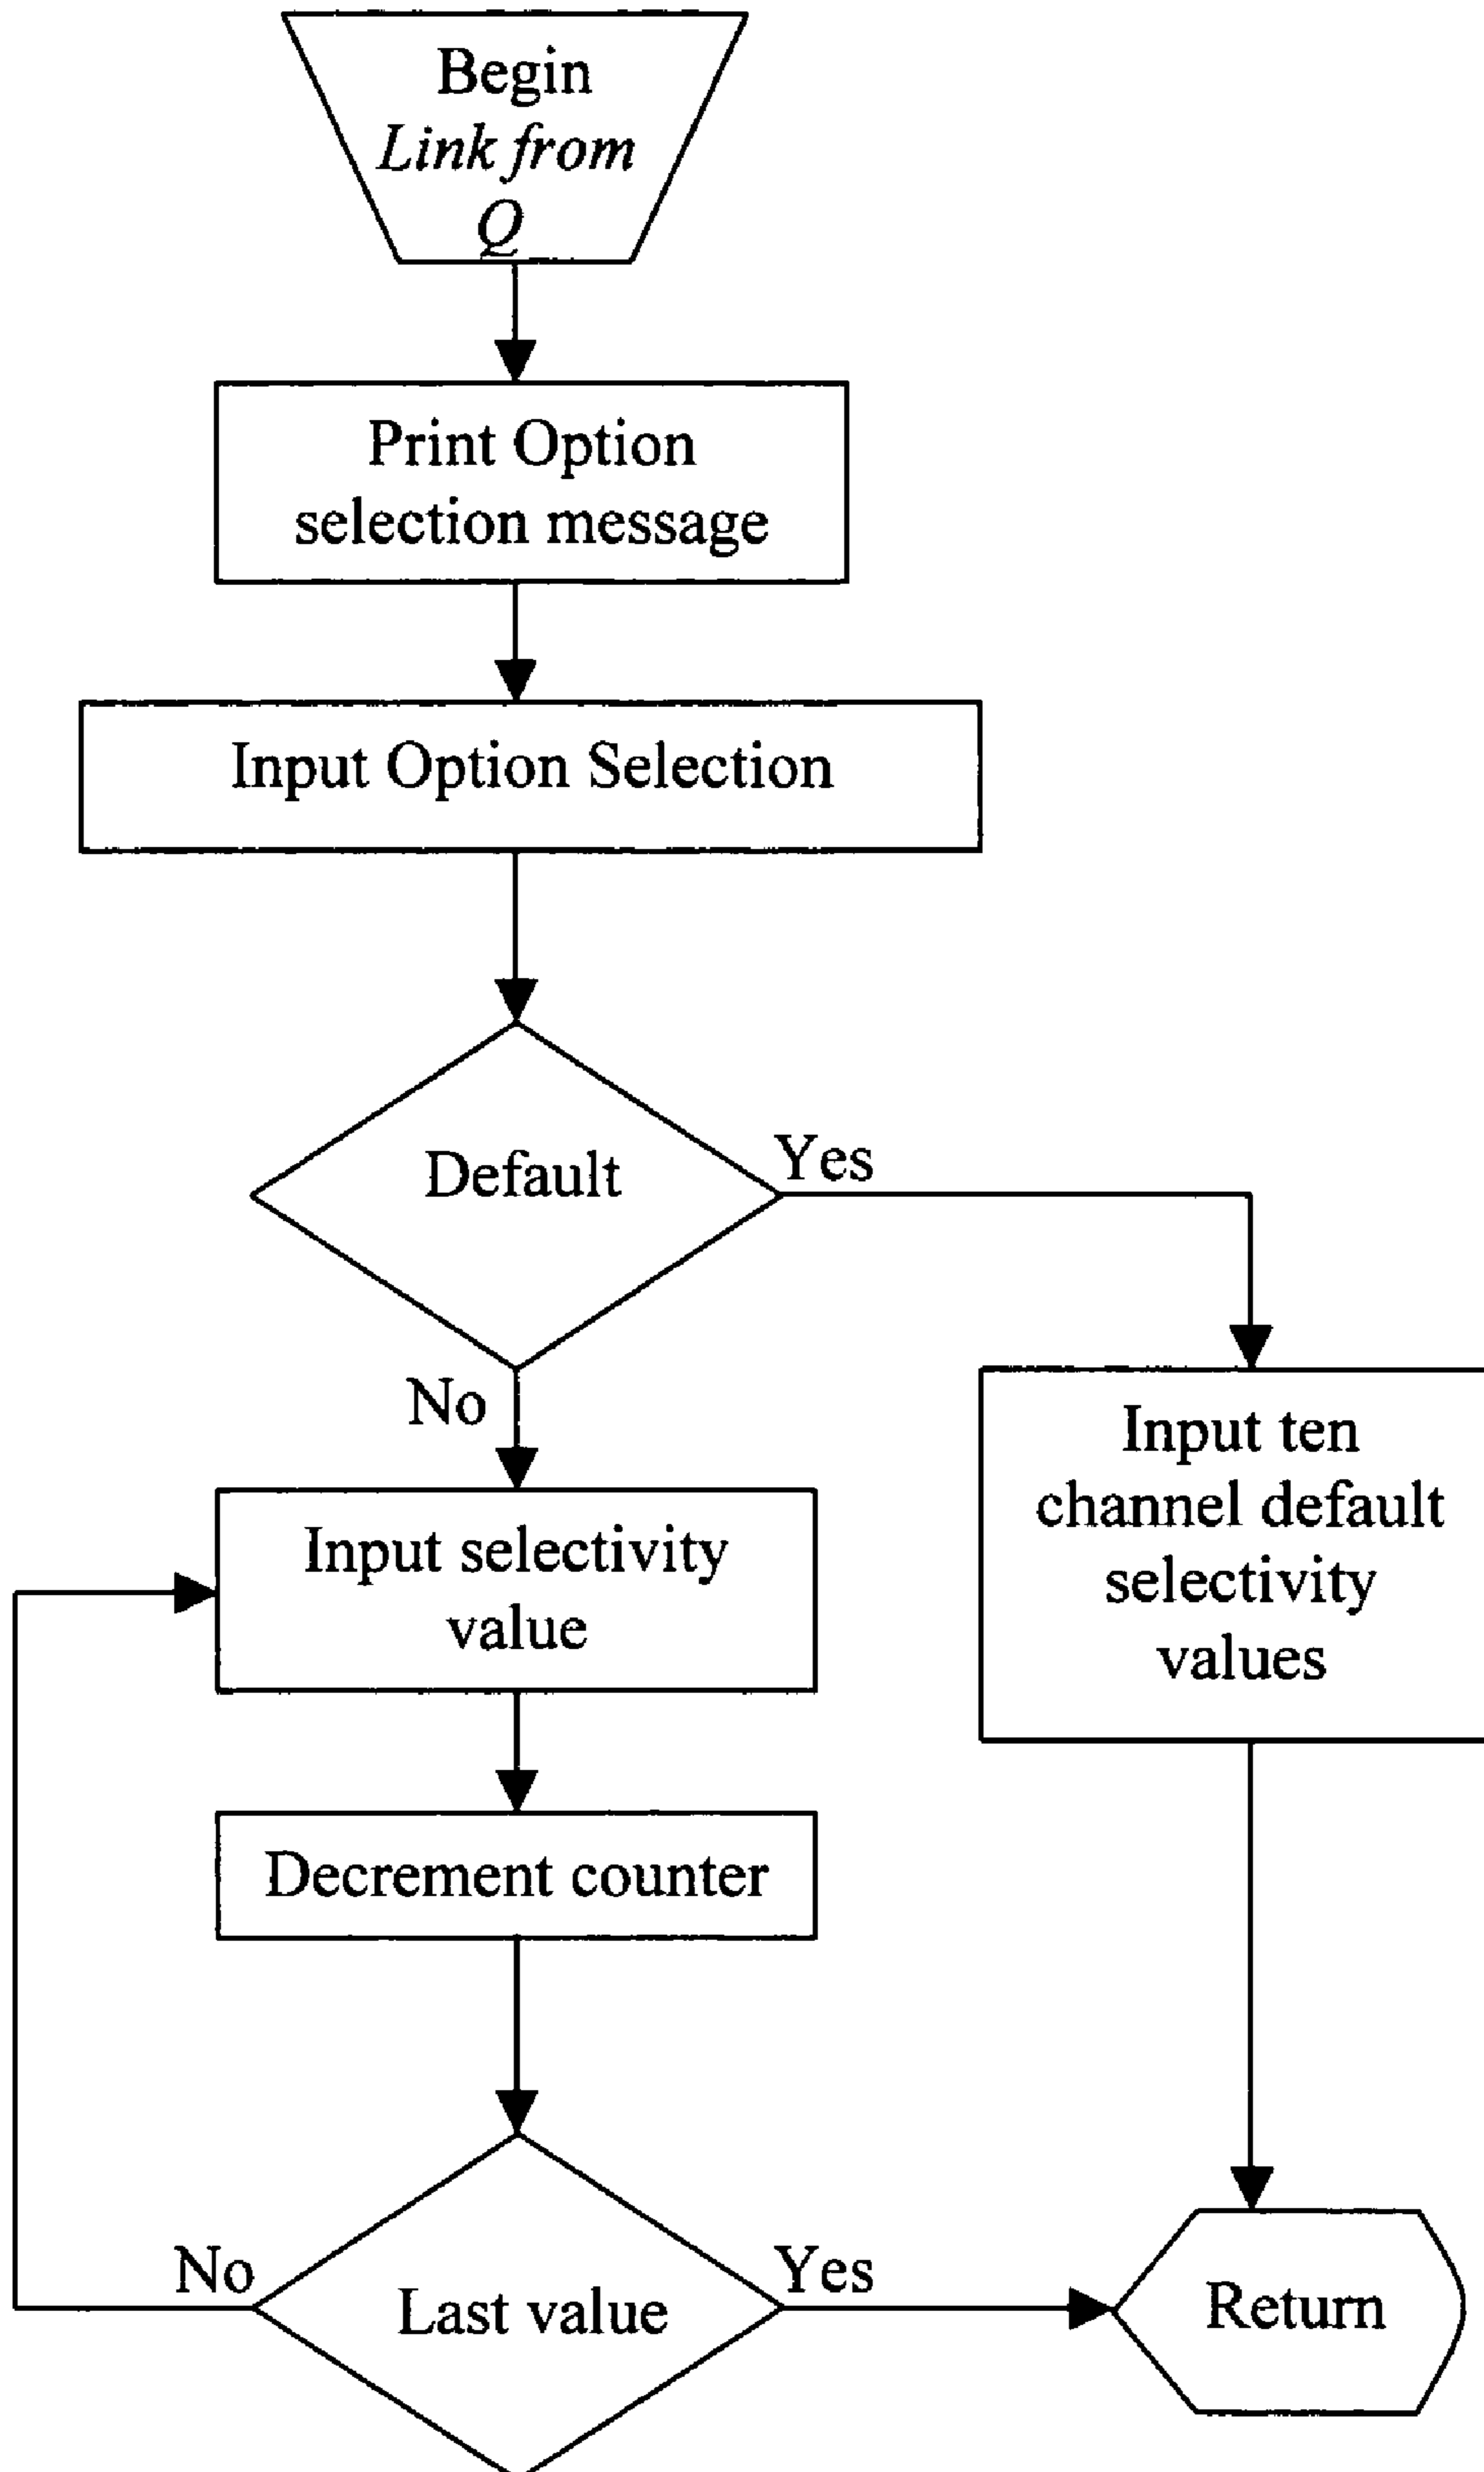 Begin
Link from
Q
Print Option
selection message
Input Option Selection
Default
Yes
No
Input ten
channel default
selectivity
values
Input selectivity
value
Decrement counter
No
Last value
Yes
Return